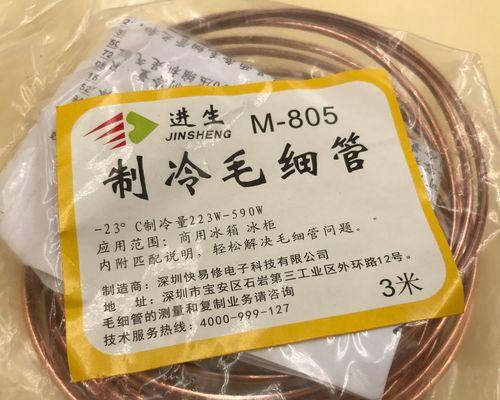 进生
JINSHENG
M-805
制冷毛细管
-23° C制冷量223W-590W
应用范围: 商用冰箱 冰柜
内附匹配说明, 轻松解决毛细管问题。
制造商: 深圳快易修电子科技有限公司
地 址: 深圳市宝安区石岩第三工业区外环路12号。
毛细管的测量和复制业务请咨询
技术服务热线: 4000-999-127
3米